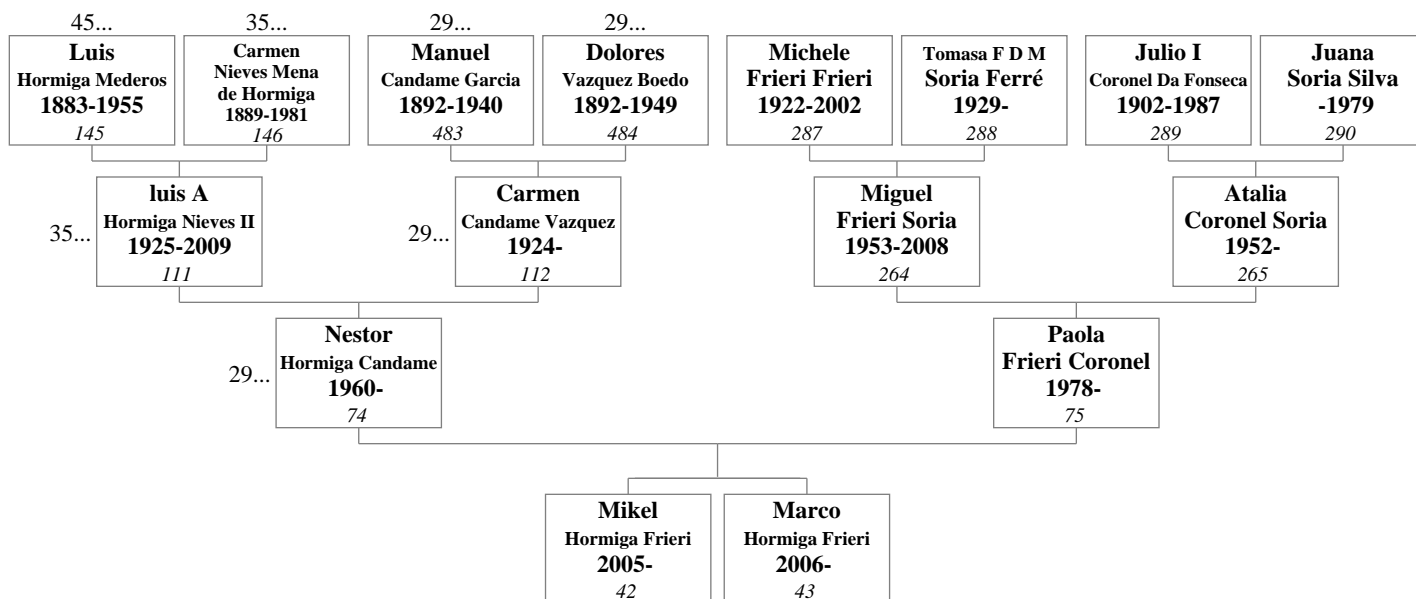 45...
35...
29...
29...
Luis
Hormiga Mederos
1883-1955
145
Carmen
Nieves Mena
de Hormiga
1889-1981
146
Manuel
Candame Garcia
1892-1940
483
Dolores
Vazquez Boedo
1892-1949
484
Michele
Frieri Frieri
1922-2002
287
Tomasa F D M
Soria Ferré
1929-
288
Julio I
Coronel Da Fonseca
1902-1987
289
Juana
Soria Silva
-1979
290
35...
luis A
Hormiga Nieves II
1925-2009
111
29...
Carmen
Candame Vazquez
1924-
112
Miguel
Frieri Soria
1953-2008
264
Atalia
Coronel Soria
1952-
265
29...
Nestor
Hormiga Candame
1960-
74
Paola
Frieri Coronel
1978-
75
Mikel
Hormiga Frieri
2005-
42
Marco
Hormiga Frieri
2006-
43